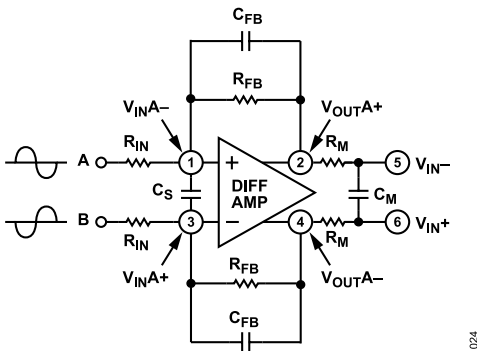 CFB
RFB
VINA–
VOUTA+
RIN
RM
A
1
+
2
5
VIN–
CS
DIFF
AMP
CM
B
3
–
4
6
VIN+
RIN
RM
VINA+
RFB
VOUTA–
CFB
024